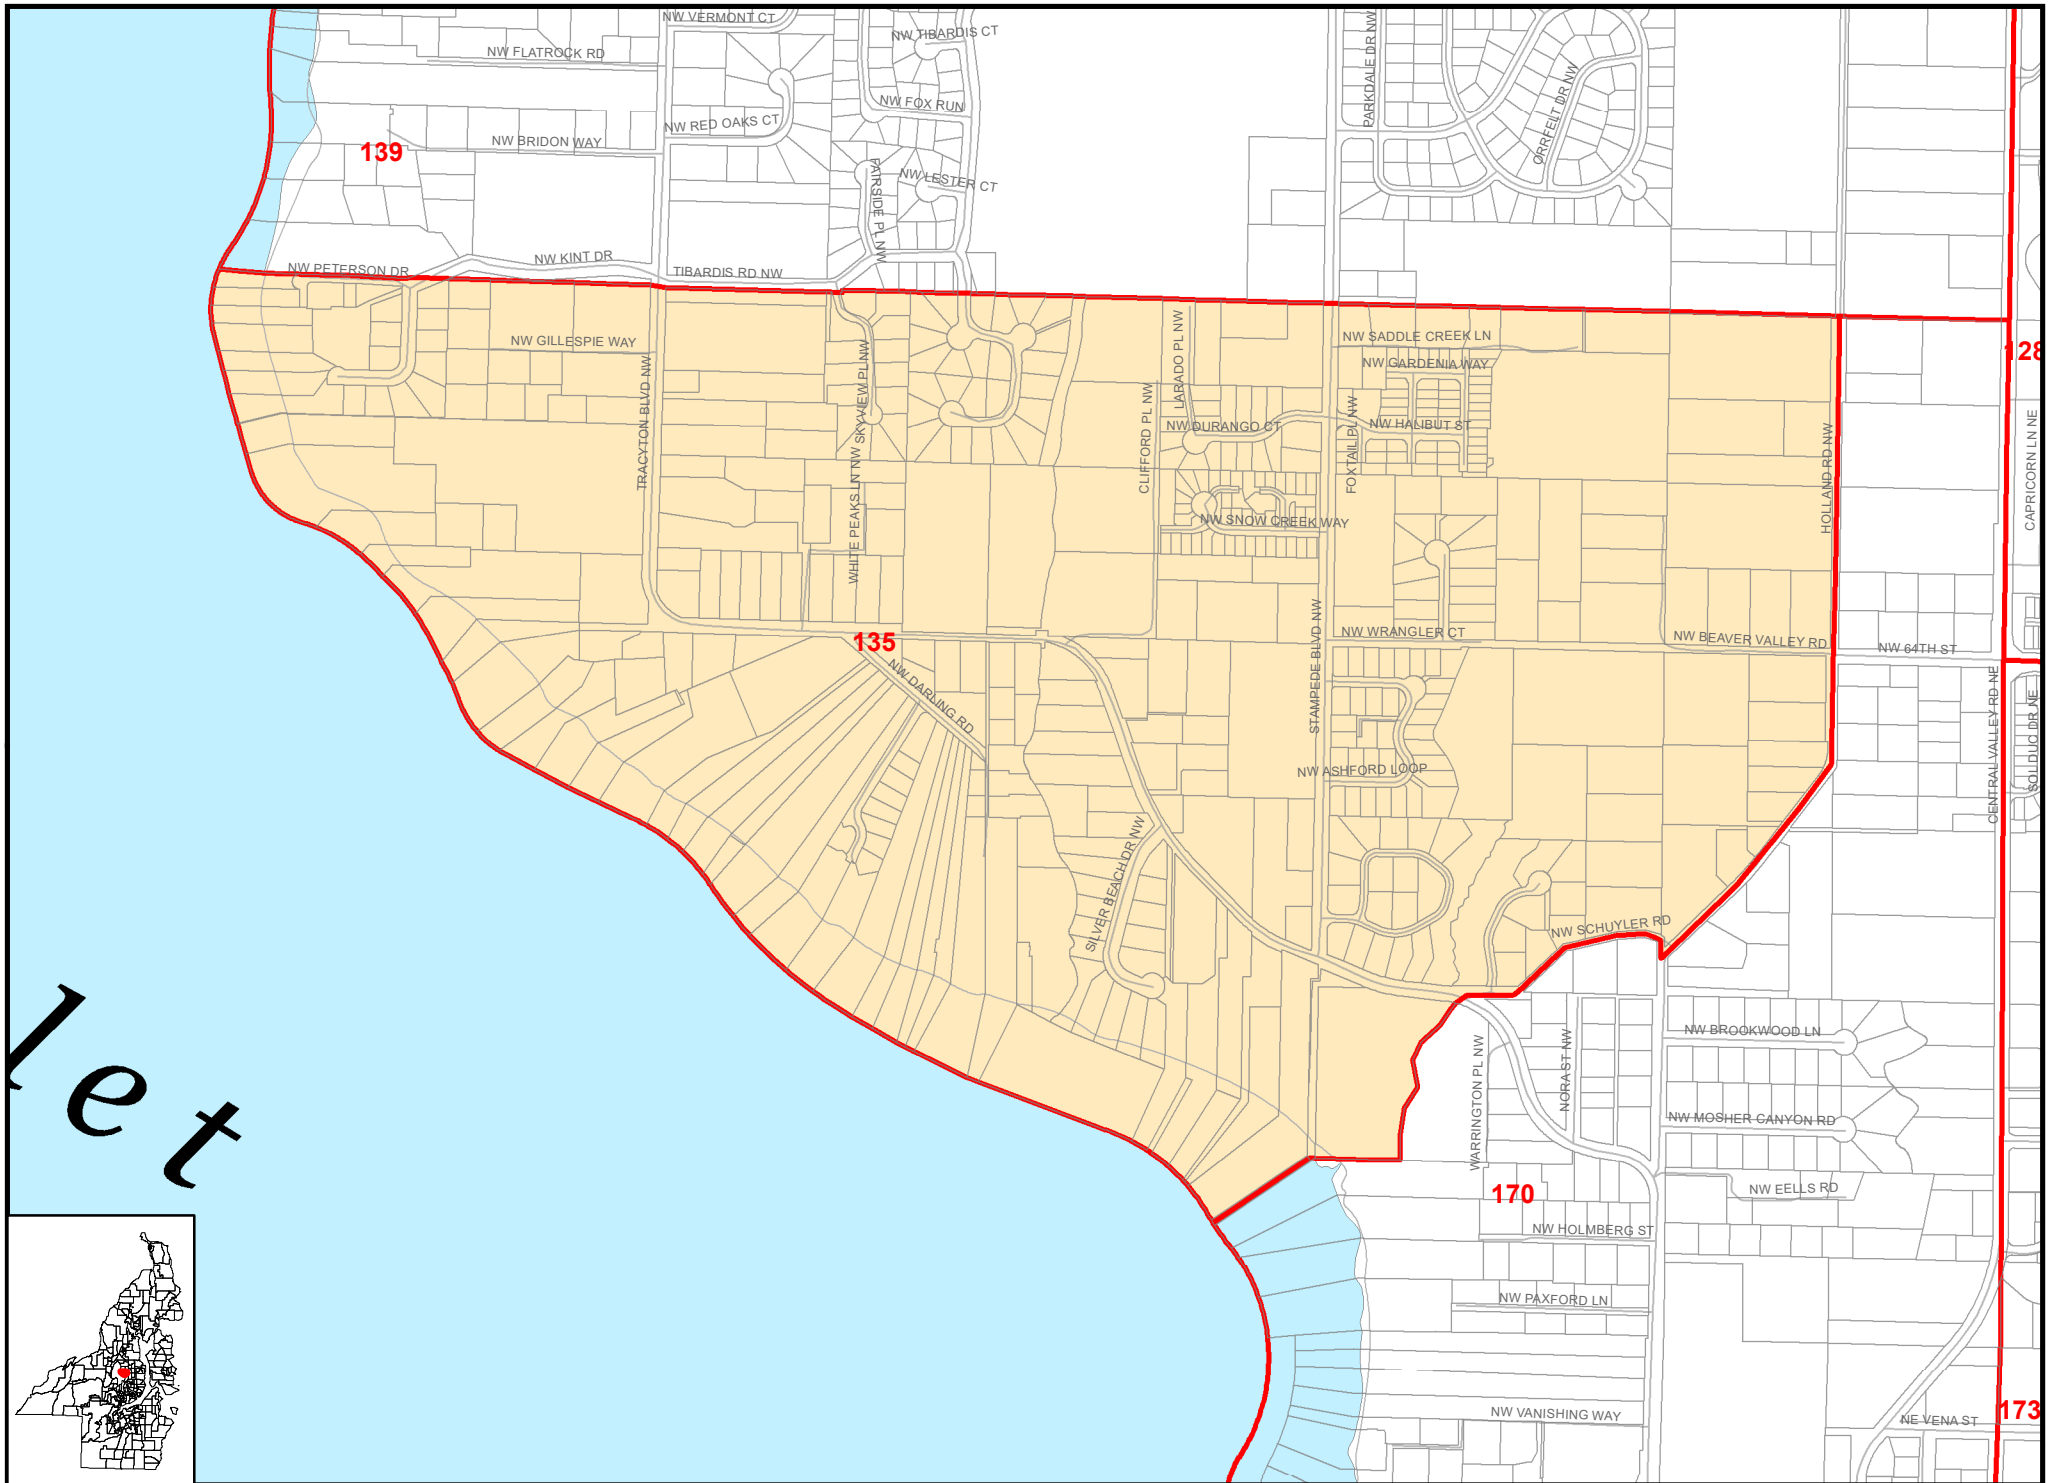 NW VERMONT CT
NW TIBARDIS CT
NW FLATROCK RD
PARKDALE DR NW
ORRFELT DR NW
NW FOX RUN
NW RED OAKS CT
NW BRIDON WAY
139
FAIRSIDE PL NW
NW LESTER CT
NW KINT DR
NW PETERSON DR
TIBARDIS RD NW
NW GILLESPIE WAY
TRACYTON BLVD NW
WHITE PEAKS LN NW
SKYVIEW PL NW
LARADO PL NW
CLIFFORD PL NW
NW SADDLE CREEK LN
NW GARDENIA WAY
128
NW DURANGO CT
FOXTAIL PL NW
NW HALIBUT ST
HOLLAND RD NW
CAPRICORN LN NE
NW SNOW CREEK WAY
135
NW DARLING RD
STAMPEDE BLVD NW
NW WRANGLER CT
NW BEAVER VALLEY RD
NW 64TH ST
CENTRAL VALLEY RD NE
SOLDUC DR NE
NW ASHFORD LOOP
SILVER BEACH DR NW
NW SCHUYLER RD
let
WARRINGTON PL NW
NORA ST NW
NW BROOKWOOD LN
NW MOSHER CANYON RD
170
NW EELLS RD
NW HOLMBERG ST
NW PAXFORD LN
NW VANISHING WAY
NE VENA ST
173